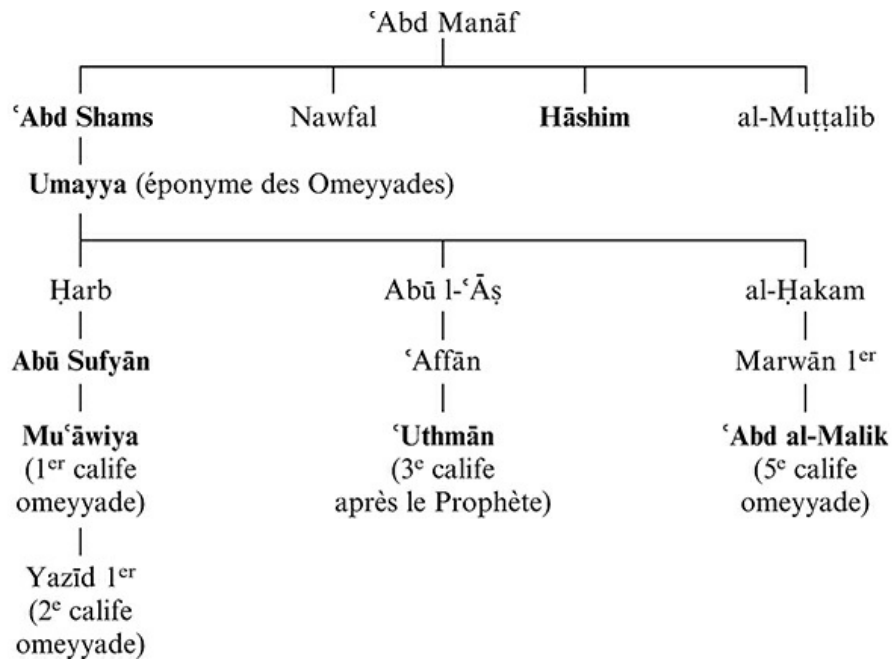 ʿAbd Manāf
ʿAbd Shams Nawfal Hāshim al-Muṭṭalib
Umayya (éponyme des Omeyyades)
Ḥarb Abū l-ʿĀṣ al-Ḥakam
Abū Sufyān ʿAffān Marwān 1er
Muʿāwiya ʿUthmān ʿAbd al-Malik
(1er calife (3e calife (5e calife
omeyyade) après le Prophète) omeyyade)
Yazīd 1er
(2e calife
omeyyade)